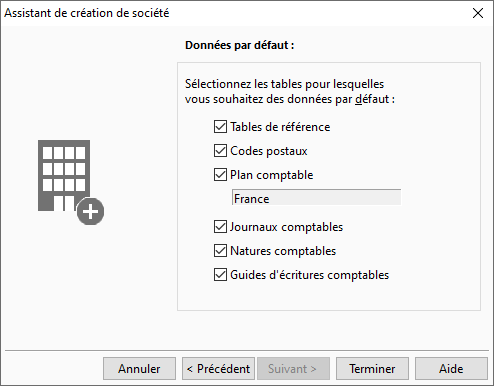 Assistant de création de société
Données par défaut :
Sélectionnez les tables pour lesquelles
vous souhaitez des données par défaut :
Tables de référence
Codes postaux
Plan comptable
France
Journaux comptables
Natures comptables
Guides d'écritures comptables
Annuler < Précédent Suivant > Terminer Aide